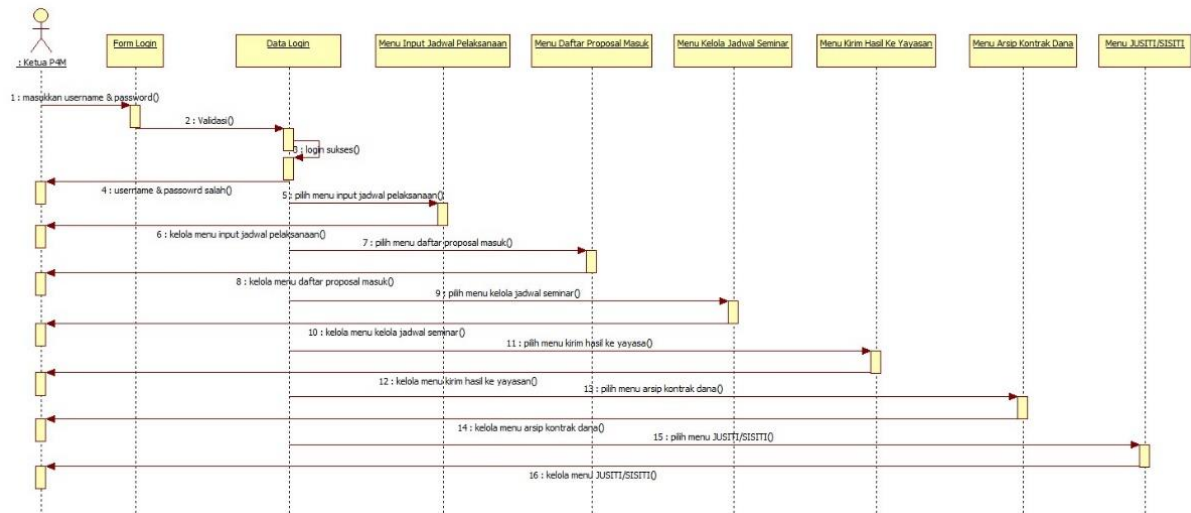 Form Login
Data Login
Menu Input Jadwal Pelaksanaan
Menu Daftar Proposal Masuk
Menu Kelola Jadwal Seminar
Menu Kirim Hasil Ke Yayasan
Menu Arsip Kontrak Dana
Menu JUSITI/SISITI
: Ketua P4M
1 : masukkan username & password()
2 : Validasi()
3 : login sukses()
4 : username & passowrd salah()
5 : pilih menu input jadwal pelaksanaan()
6 : kelola menu input jadwal pelaksanaan()
7 : pilih menu daftar proposal masuk()
8 : kelola menu daftar proposal masuk()
9 : pilih menu kelola jadwal seminar()
10 : kelola menu kelola jadwal seminar()
11 : pilih menu kirim hasil ke yayasa()
12 : kelola menu kirim hasil ke yayasan()
13 : pilih menu arsip kontrak dana()
14 : kelola menu arsip kontrak dana()
15 : pilih menu JUSITI/SISITI()
16 : kelola menu JUSITI/SISITI()